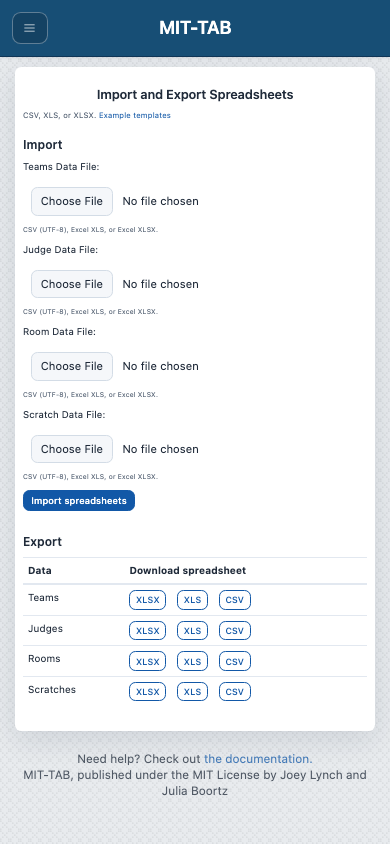 MIT-TAB
Import and Export Spreadsheets
CSV, XLS, or XLSX. Example templates
Import
Teams Data File:
Choose File No file chosen
CSV (UTF-8), Excel XLS, or Excel XLSX.
Judge Data File:
Choose File No file chosen
CSV (UTF-8), Excel XLS, or Excel XLSX.
Room Data File:
Choose File No file chosen
CSV (UTF-8), Excel XLS, or Excel XLSX.
Scratch Data File:
Choose File No file chosen
CSV (UTF-8), Excel XLS, or Excel XLSX.
Import spreadsheets
Export
Data Download spreadsheet
Teams XLSX XLS CSV
Judges XLSX XLS CSV
Rooms XLSX XLS CSV
Scratches XLSX XLS CSV
Need help? Check out the documentation.
MIT-TAB, published under the MIT License by Joey Lynch and
Julia Boortz